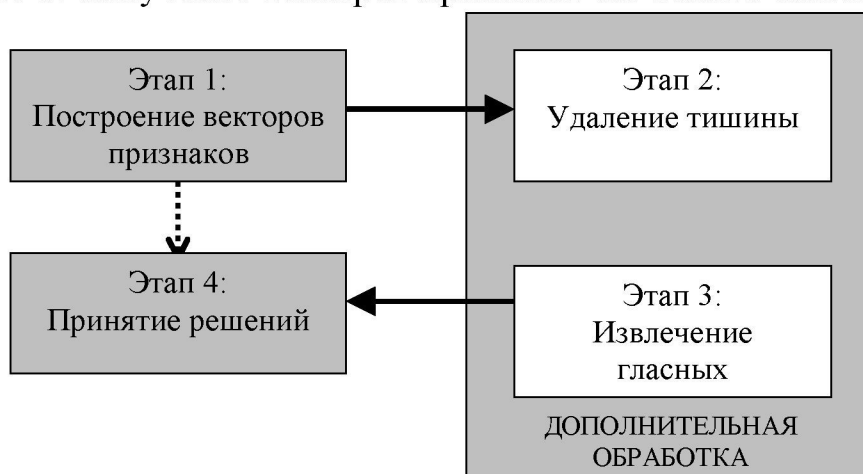 Этап 1:
Построение векторов
признаков
Этап 2:
Удаление тишины
Этап 3:
Извлечение
гласных
Этап 4:
Принятие решений
ДОПОЛНИТЕЛЬНАЯ
ОБРАБОТКА